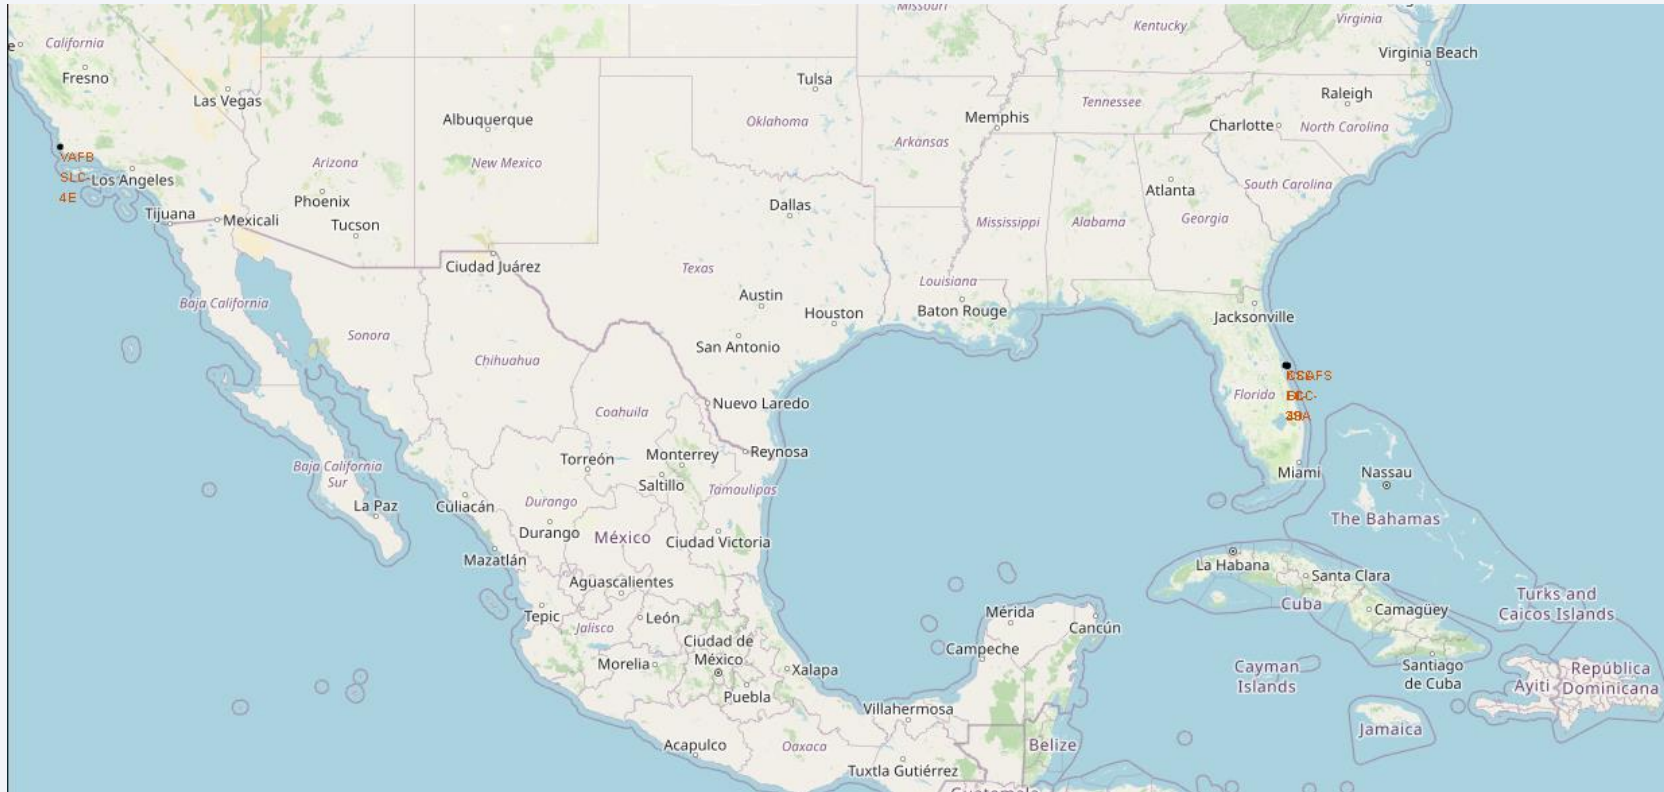 Missouri
Kentucky
Virginia
California
Virginia Beach
Fresno
Tulsa
Las Vegas
Raleigh
Tennessee
Albuquerque
Memphis
Oklahoma
Charlotte
North Carolina
Arkansas
VAFB
SLC-
4E
Arizona
New Mexico
Los Angeles
Atlanta
South Carolina
Phoenix
Dallas
Tijuana
Mexicali
Tucson
Mississippi
Alabama
Georgia
Ciudad Juárez
Texas
Louisiana
Austin
Baja California
Houston
Baton Rouge
Jacksonville
Sonora
San Antonio
Chihuahua
Florida
Nuevo Laredo
Coahuila
Reynosa
Torreón
Monterrey
Baja California
Sur
Saltillo
Tamaulipas
Miami
Nassau
La Paz
Culiacán
Durango
The Bahamas
Durango
México
Ciudad Victoria
Mazatlán
La Habana
Santa Clara
Aguascalientes
Turks and
Caicos Islands
Cuba
Camagüey
Tepic
León
Mérida
Jalisco
Cancún
Ciudad de
México
Campeche
Morelia
Xalapa
Cayman
Islands
Santiago
de Cuba
República
Dominicana
Ayiti
Puebla
Villahermosa
Jamaica
Acapulco
Oaxaca
Belize
Tuxtla Gutiérrez
Guatemala